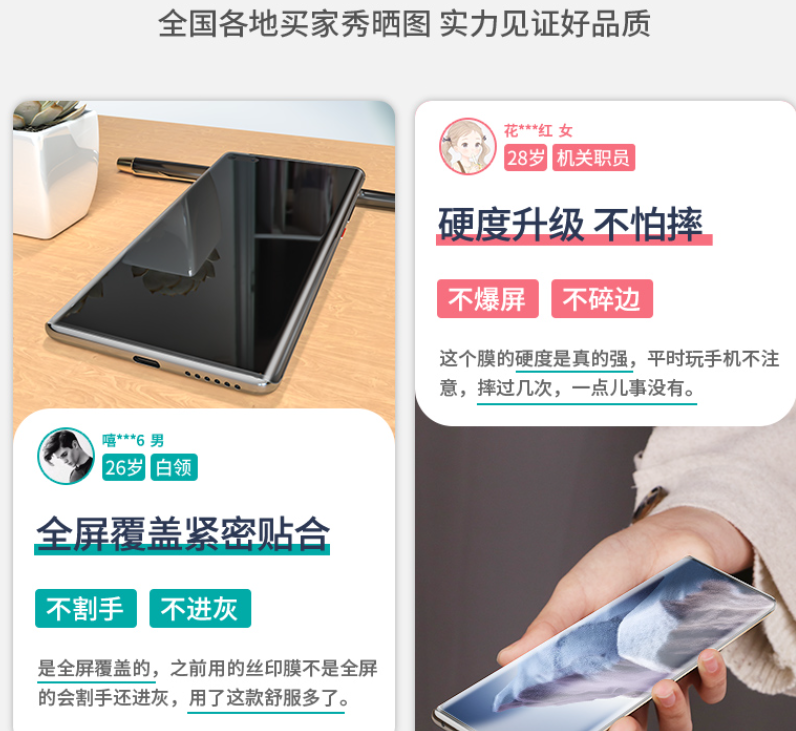 全国各地买家秀晒图 实力见证好品质
嘻***6 男
26岁 白领
全屏覆盖紧密贴合
不割手 不进灰
是全屏覆盖的，之前用的丝印膜不是全屏
的会割手还进灰，用了这款舒服多了。
花***红 女
28岁 机关职员
硬度升级 不怕摔
不爆屏 不碎边
这个膜的硬度是真的强，平时玩手机不注
意，摔过几次，一点儿事没有。